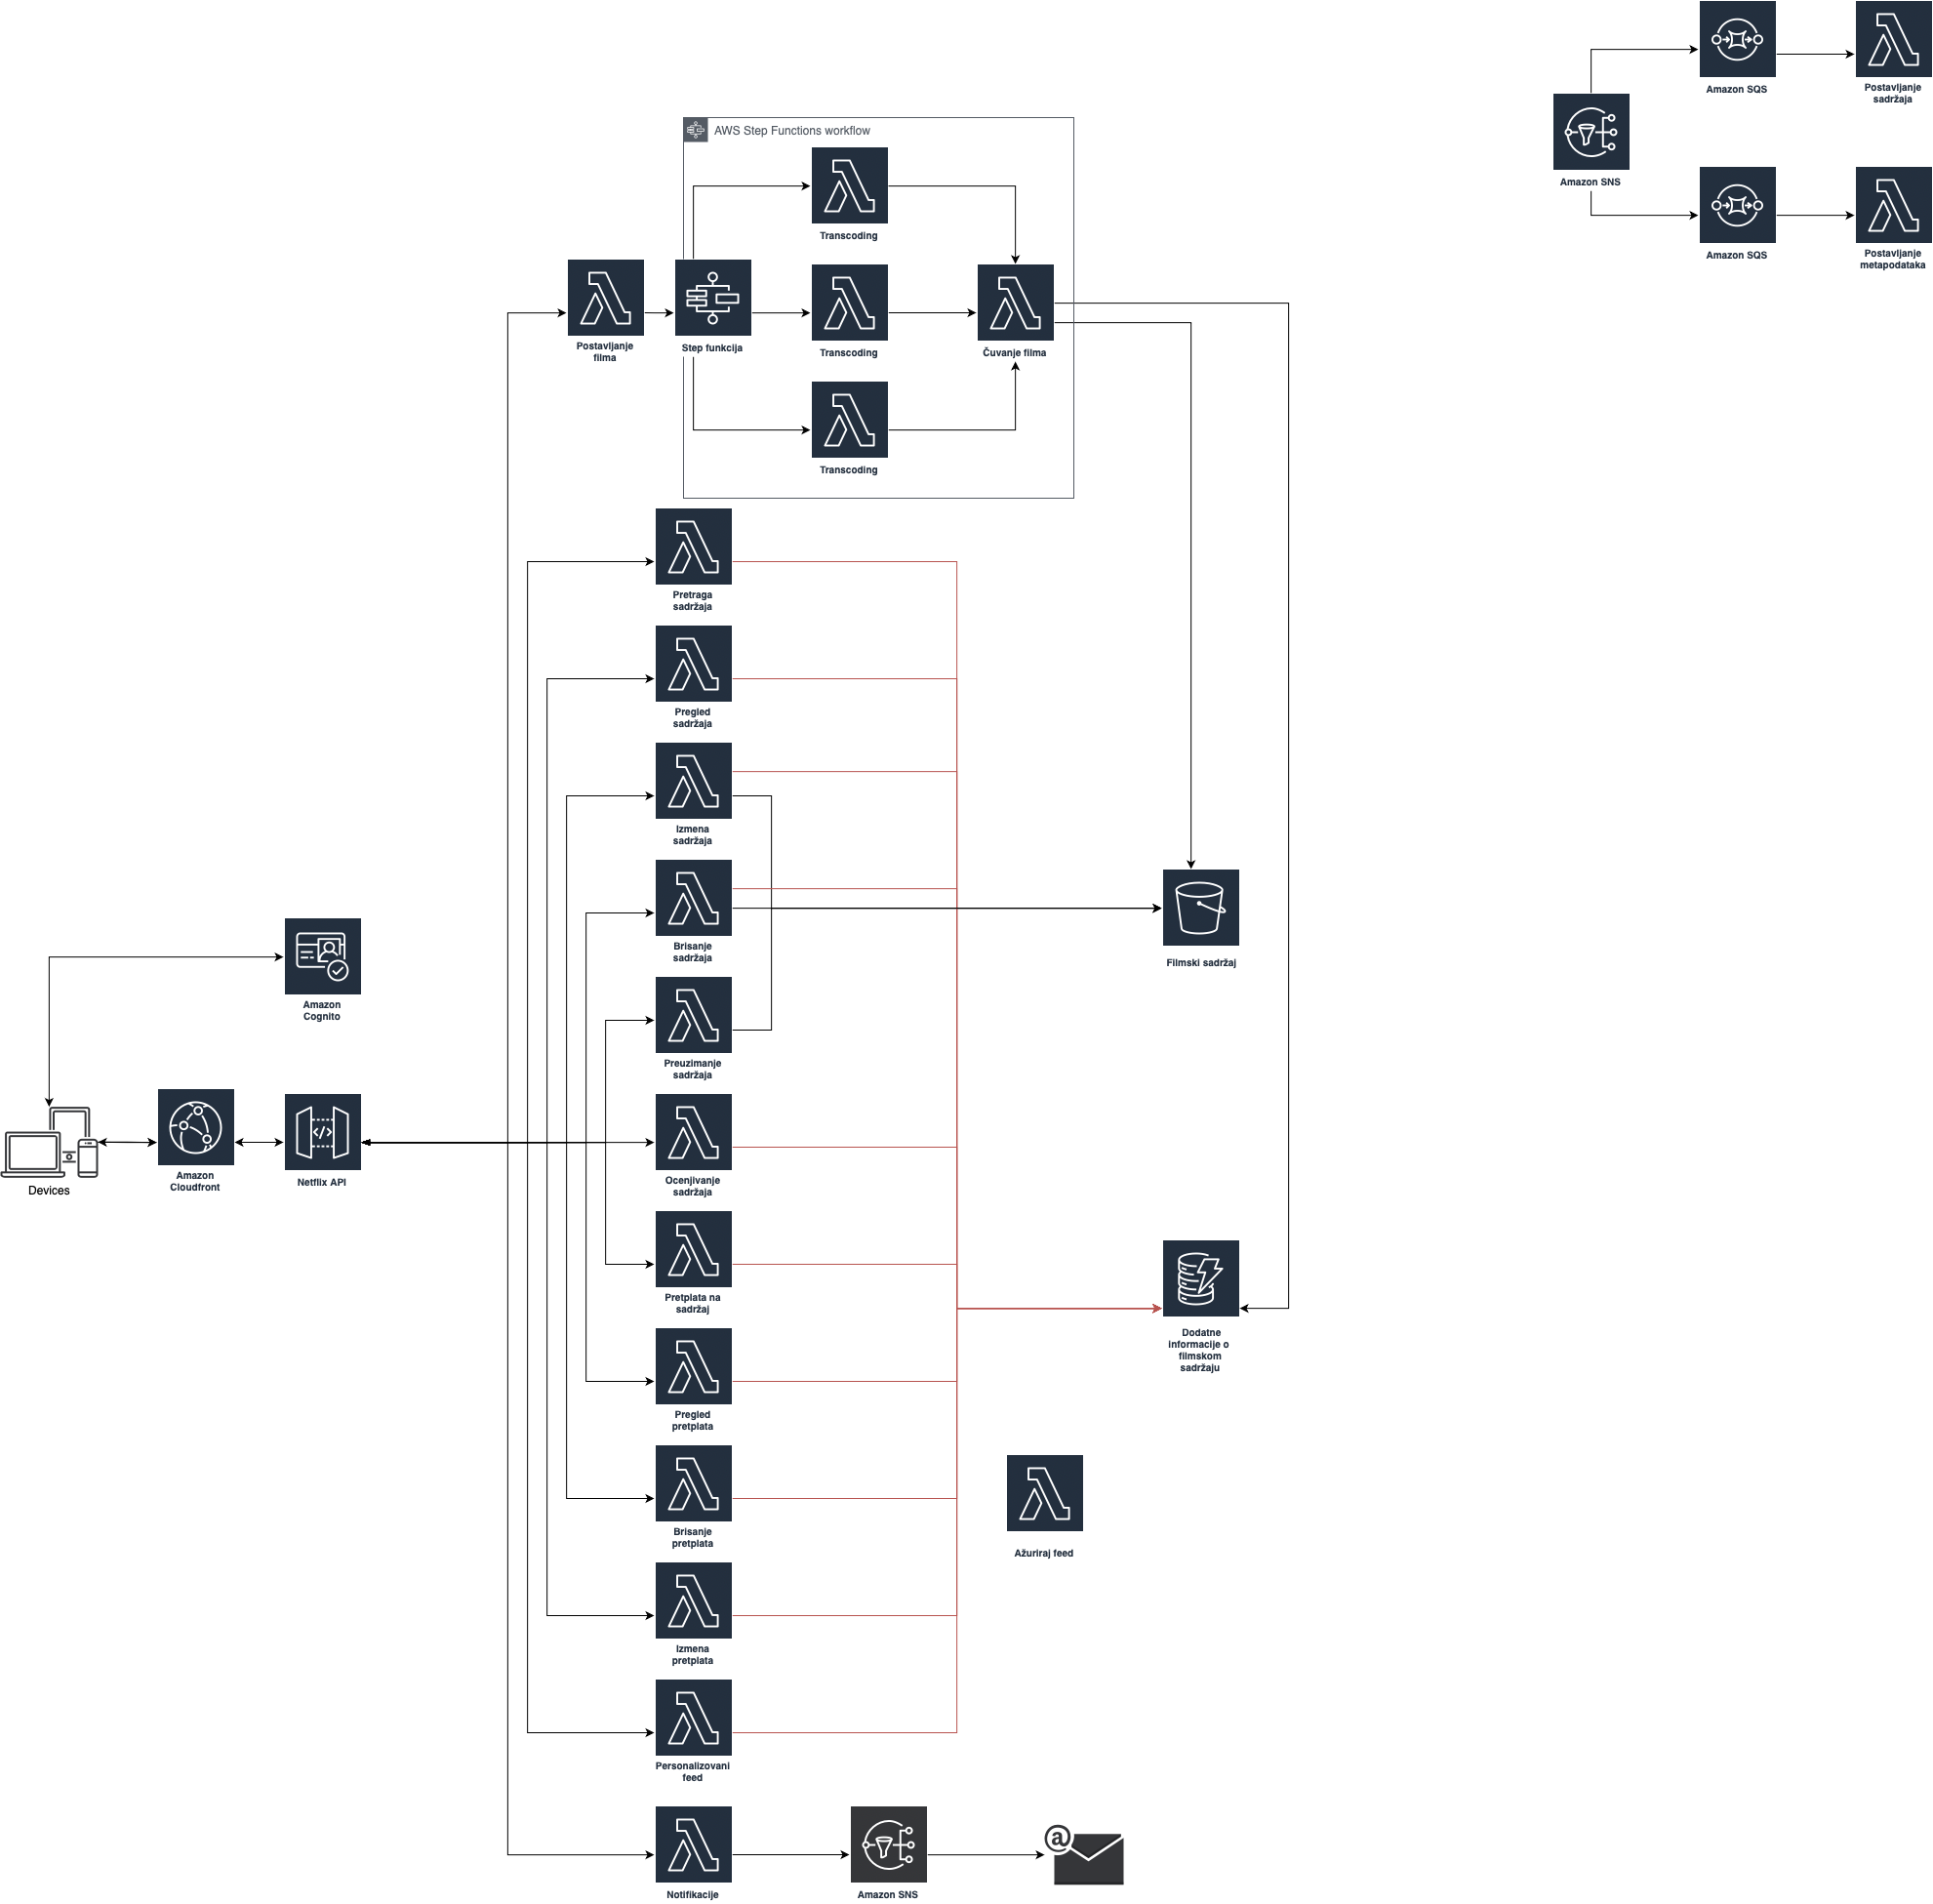 Amazon SQS
Postavljanje
sadržaja
Amazon SNS
Amazon SQS
Postavljanje
metapodataka
AWS Step Functions workflow
Transcoding
Postavljanje
filma
Step funkcija
Transcoding
Čuvanje filma
Transcoding
Pretraga
sadržaja
Pregled
sadržaja
Izmena
sadržaja
Brisanje
sadržaja
Filmski sadržaj
Amazon
Cognito
Preuzimanje
sadržaja
Devices
Amazon
Cloudfront
Netflix API
Ocenjivanje
sadržaja
Pretplata na
sadržaj
Dodatne
informacije o
filmskom
sadržaju
Pregled
pretplata
Brisanje
pretplata
Ažuriraj feed
Izmena
pretplata
Personalizovani
feed
Notifikacije
Amazon SNS
@